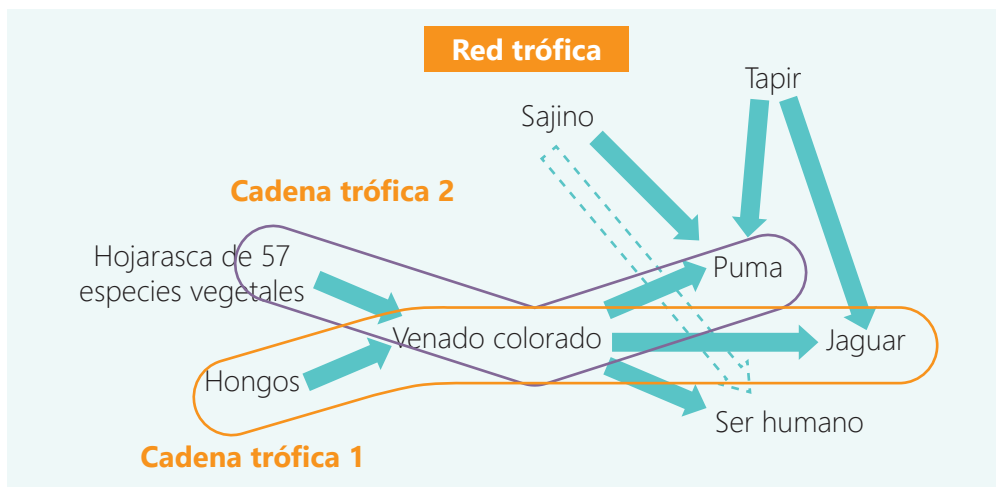 Red trófica
Tapir
Sajino
Cadena trófica 2
Hojarasca de 57
especies vegetales
Puma
Venado colorado
Jaguar
Hongos
Ser humano
Cadena trófica 1